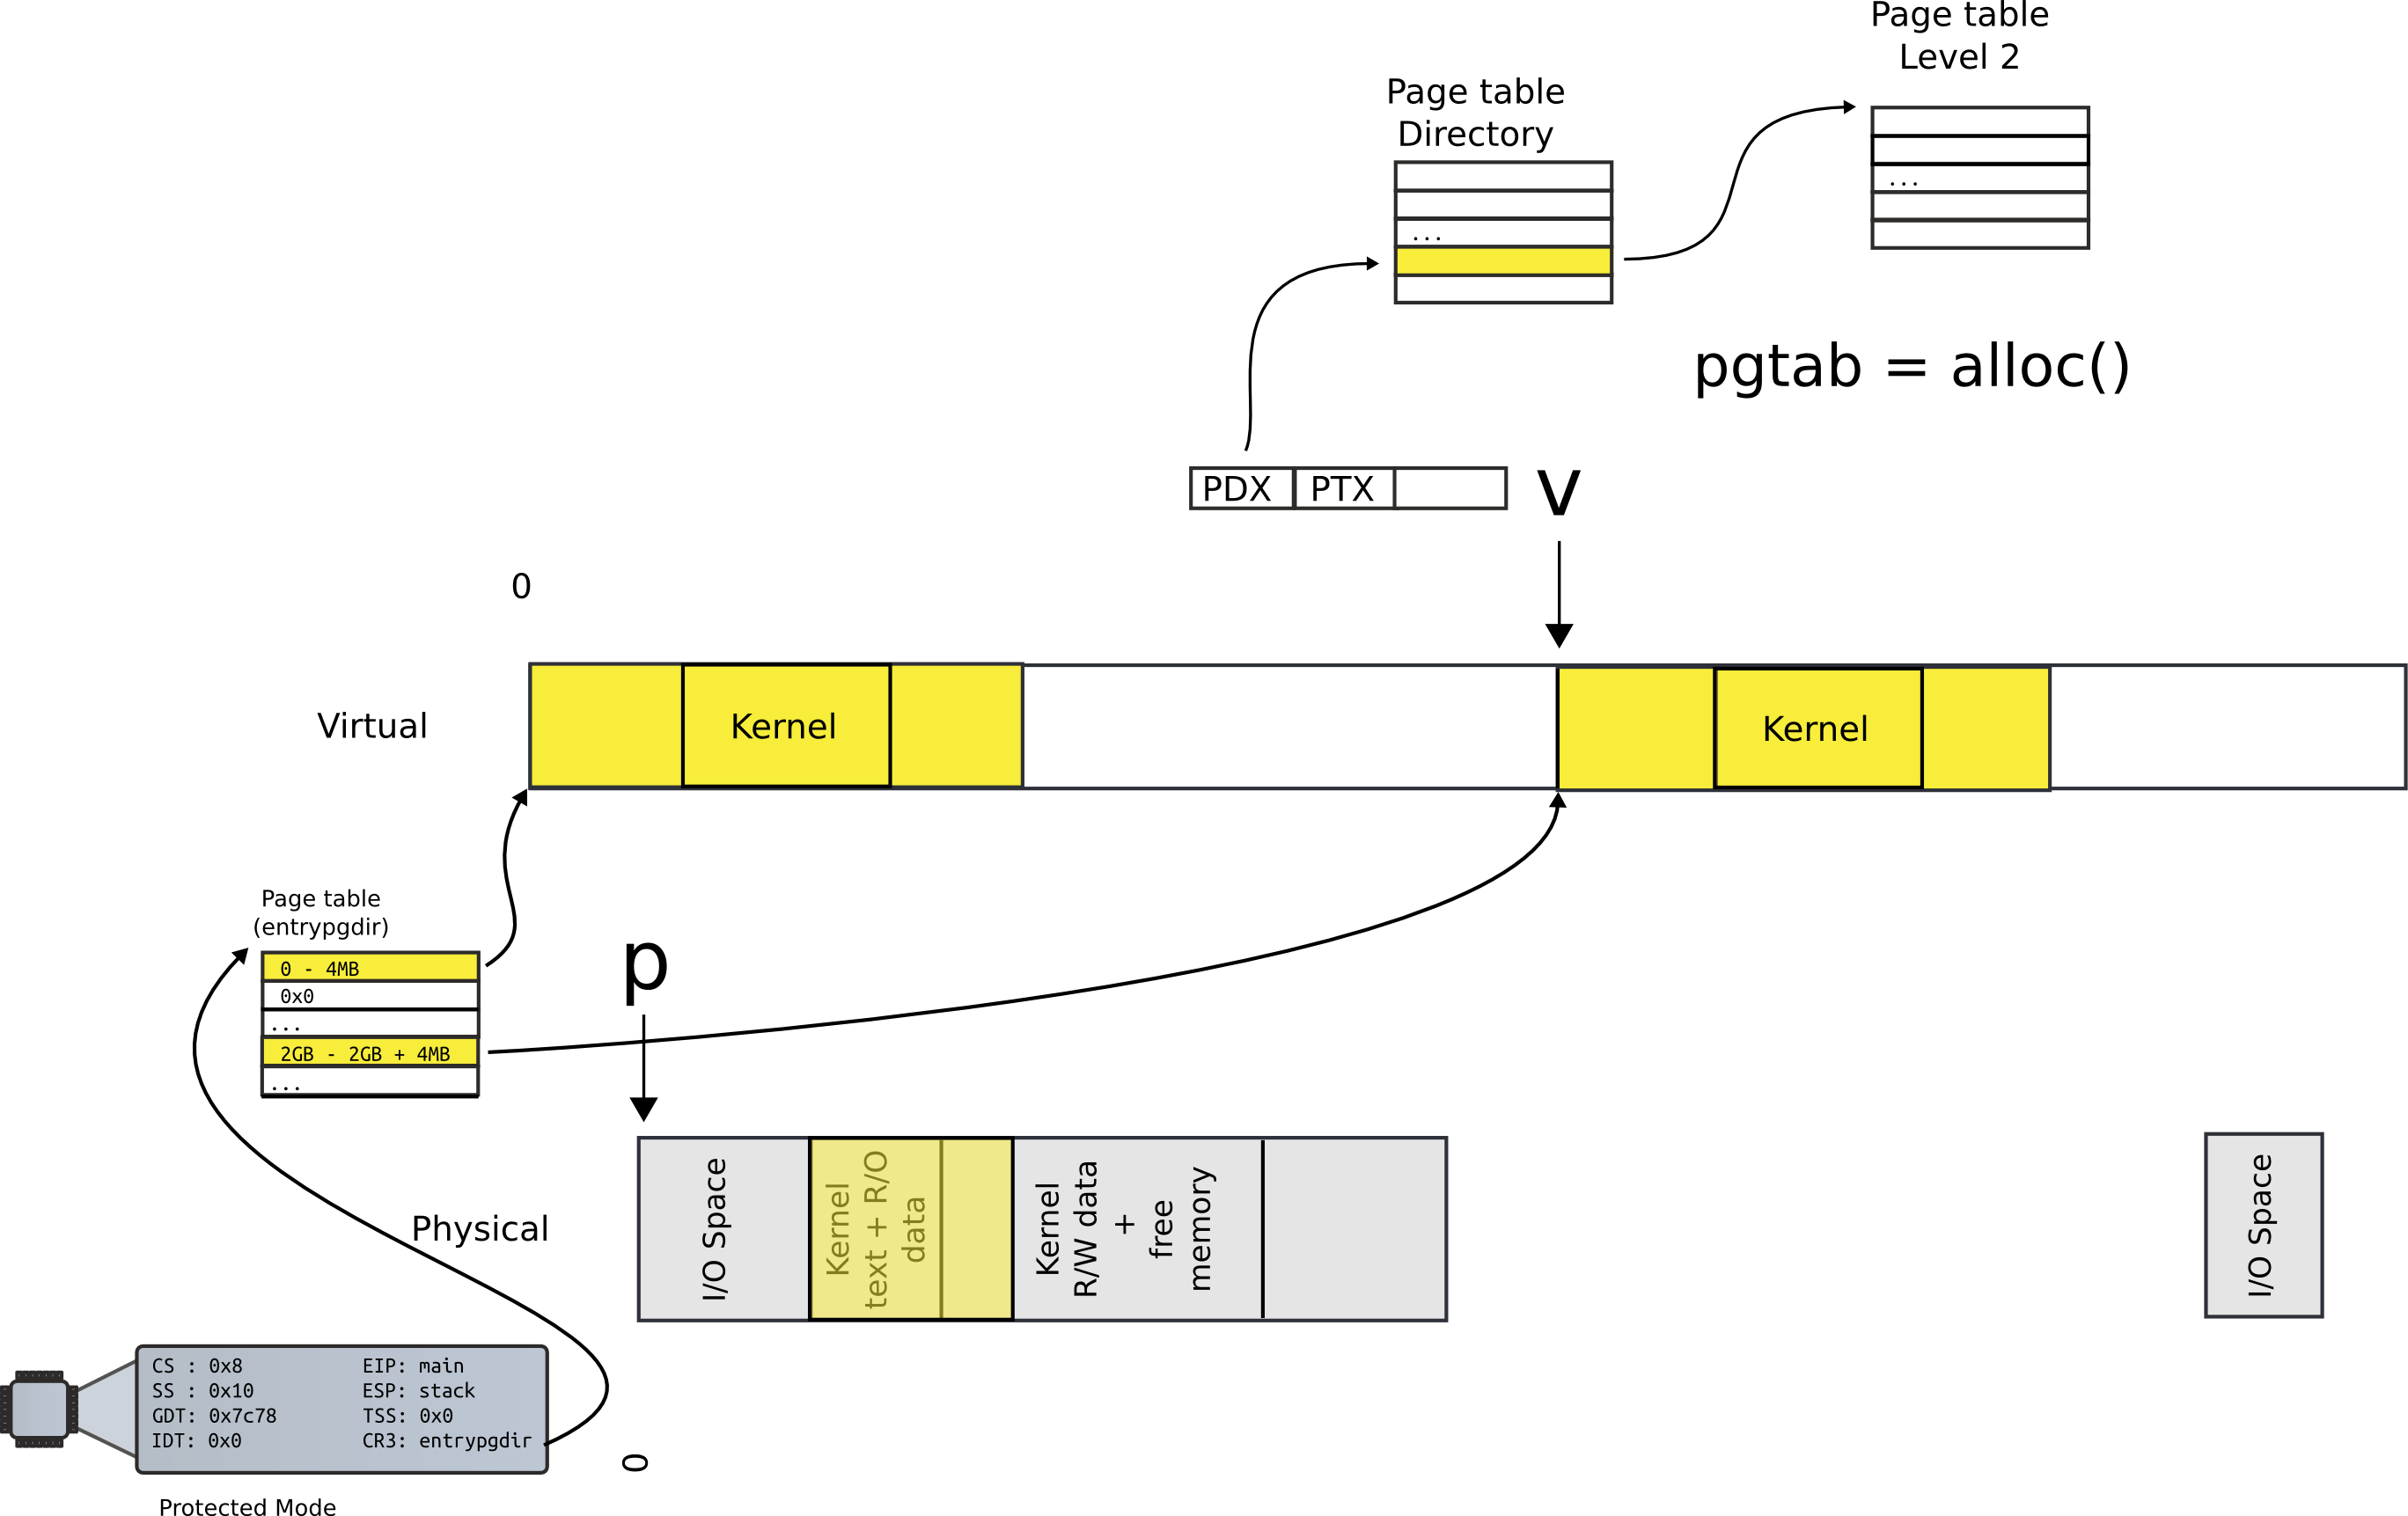 Page table
Level 2
Page table
Directory
...
...
pgtab = alloc()
PDX PTX
v
0
Virtual
Kernel
Kernel
Page table
(entrypgdir)
0 - 4MB
0x0
...
2GB - 2GB + 4MB
...
p
Physical
I/O Space
Kernel
text + R/O
data
Kernel
R/W data
+
free
memory
I/O Space
CS : 0x8 EIP: main
SS : 0x10 ESP: stack
GDT: 0x7c78 TSS: 0x0
IDT: 0x0 CR3: entrypgdir
0
Protected Mode